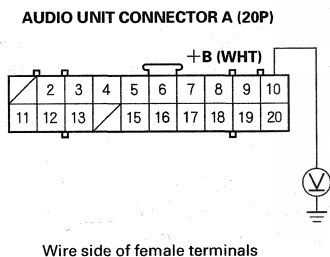 AUDIO UNIT CONNECTOR A (20P)
+B (WHT)
2 3 4 5 6 7 8 9 10
11 12 13 15 16 17 18 19 20
V
Wire side of female terminals